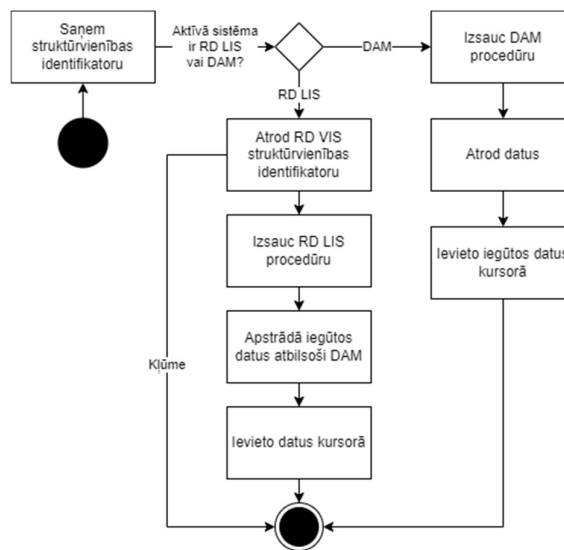 Saņem
struktūrvienības
identifikatoru
Aktīvā sistēma
ir RD LIS
vai DAM?
DAM
Izsauc DAM
procedūru
RD LIS
Atrod RD VIS
struktūrvienības
identifikatoru
Atrod datus
Izsauc RD LIS
procedūru
Ievieto iegūtos datus
kursorā
Apstrādā iegūtos
datus atbilsoši DAM
Kļūme
Ievieto datus kursorā